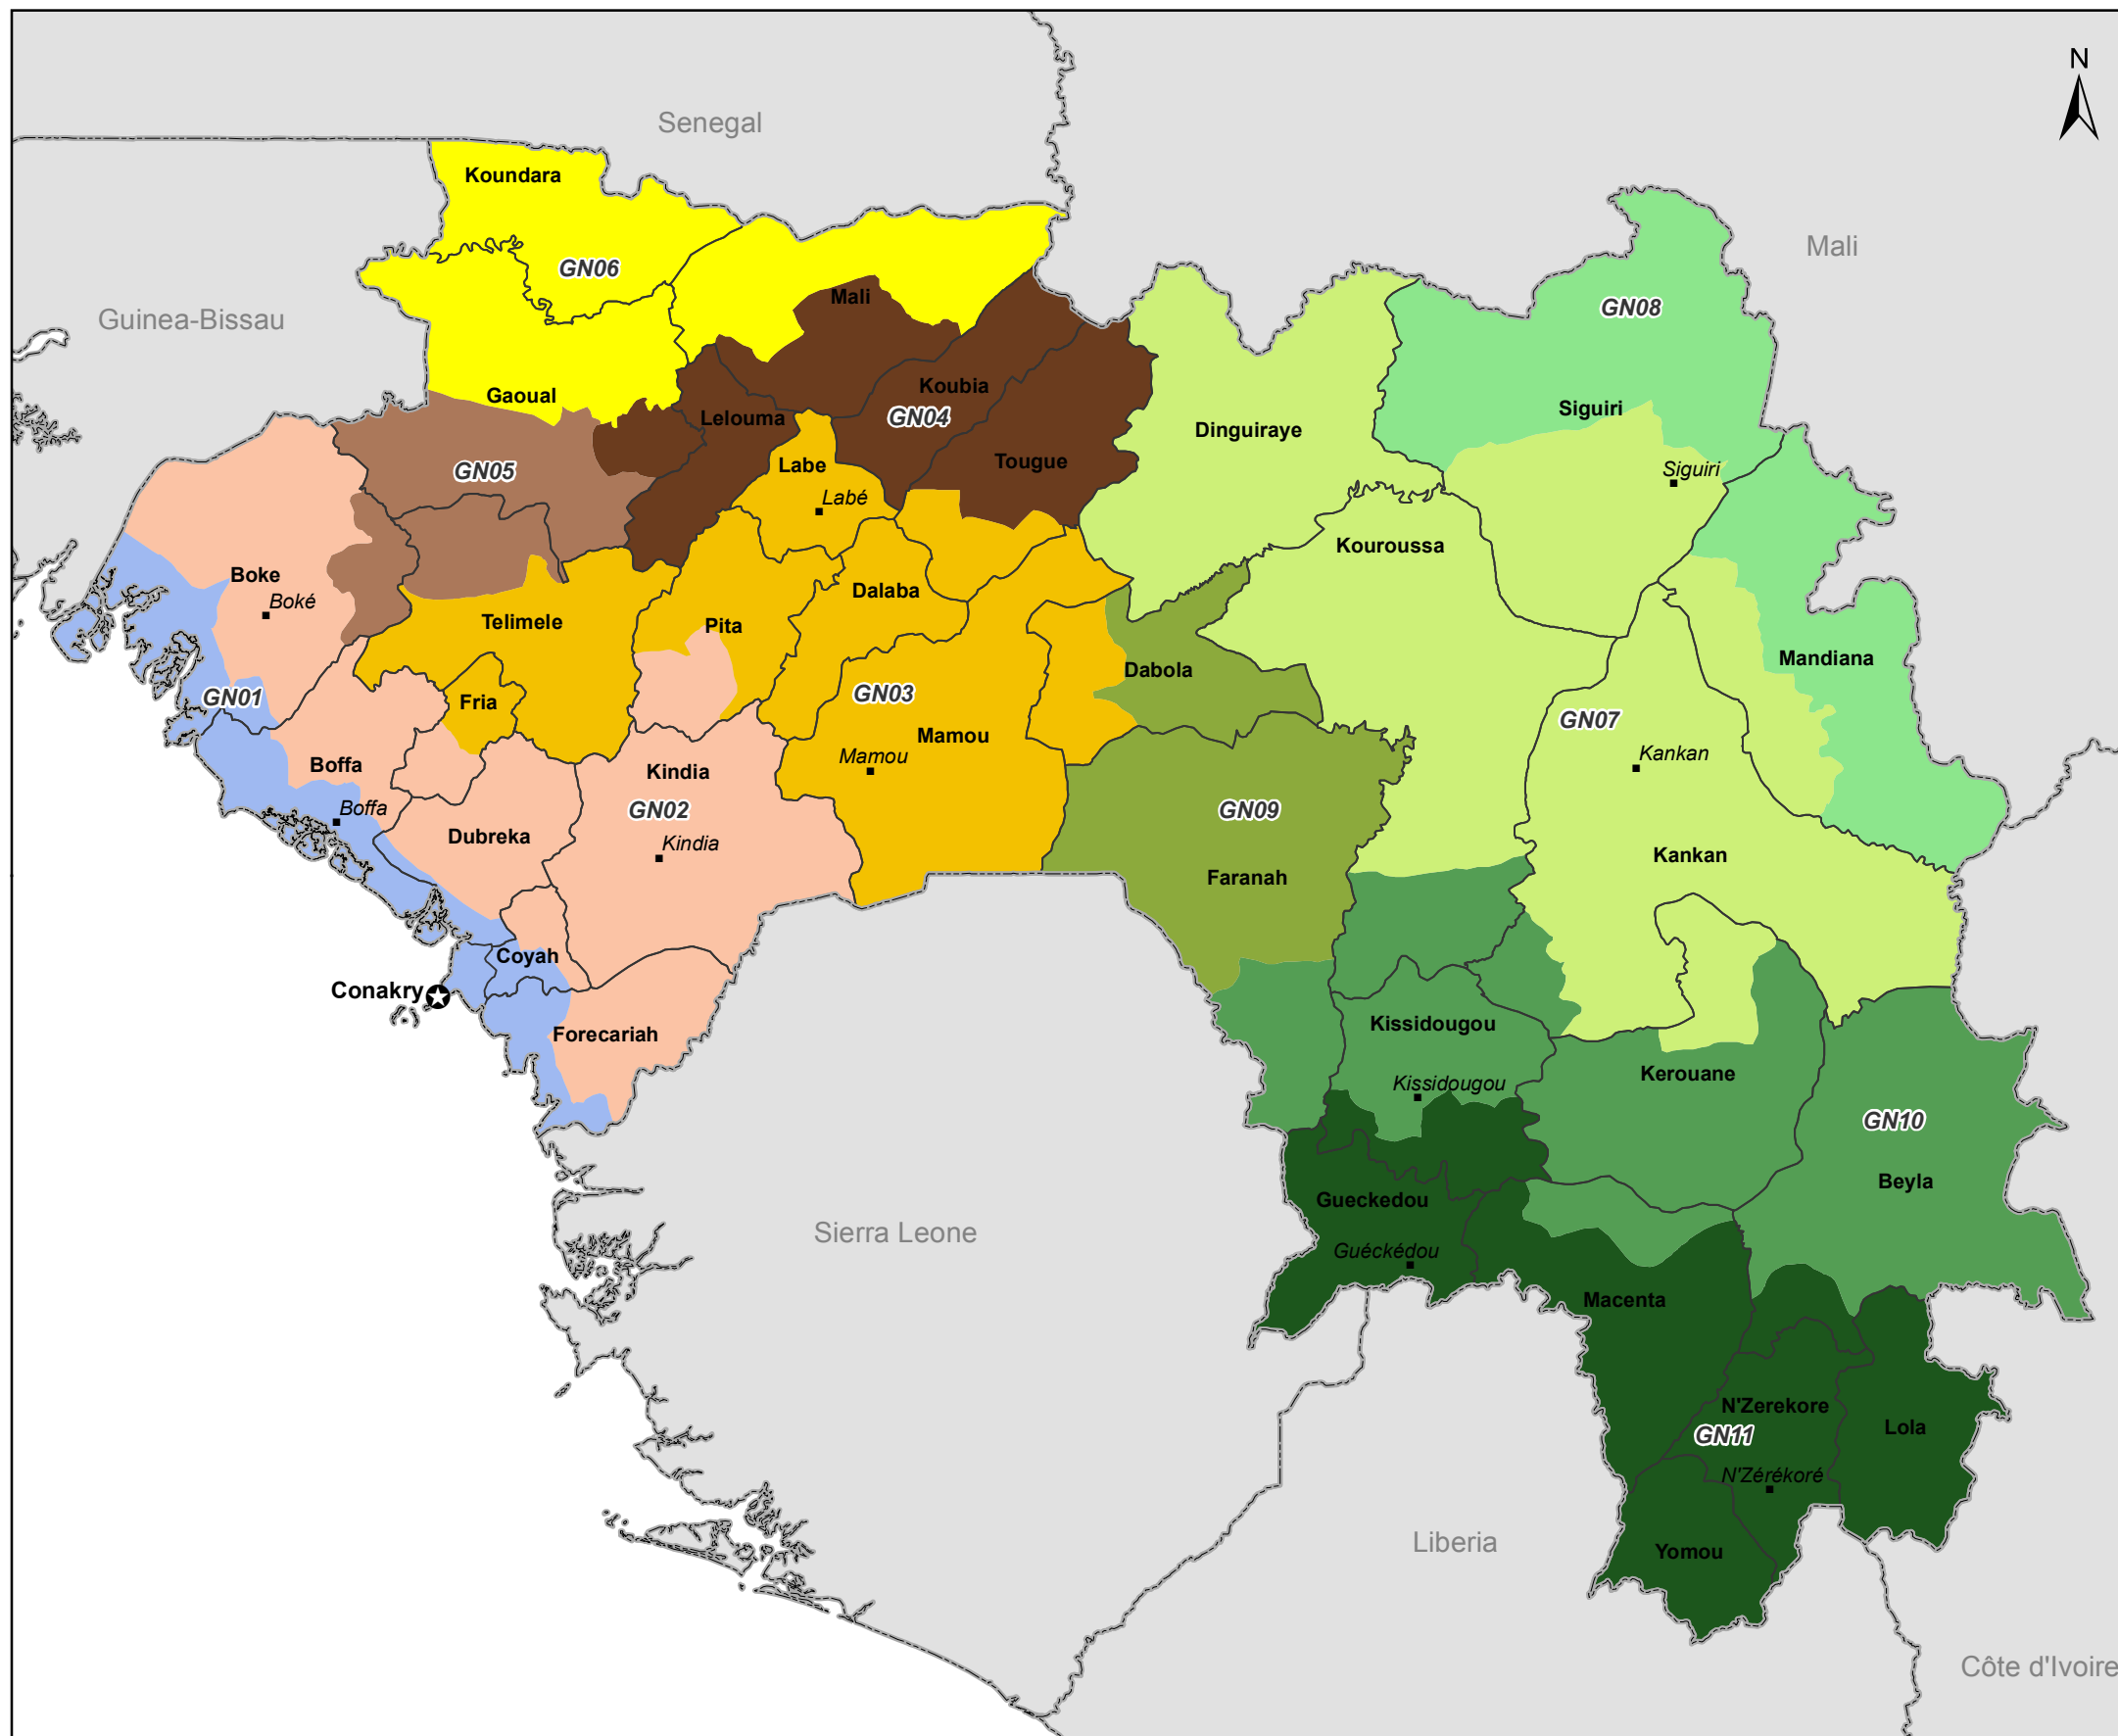 N
Senegal
Koundara
Mali
GN06
Mali
GN08
Guinea-Bissau
Koubia
Gaoual
Siguiri
Lelouma
GN04
Dinguiraye
GN05
Labe
Tougue
Siguiri
Labé
Kouroussa
Boke
Boké
Dalaba
Telimele
Pita
Mandiana
Dabola
GN01
Fria
GN03
GN07
Mamou
Kankan
Mamou
Boffa
Kindia
Boffa
GN02
GN09
Dubreka
Kindia
Kankan
Faranah
Coyah
Conakry
Forecariah
Kissidougou
Kerouane
Kissidougou
GN10
Beyla
Gueckedou
Sierra Leone
Guéckédou
Macenta
N'Zerekore
Lola
GN11
N'Zérékoré
Liberia
Yomou
Côte d'Ivoire